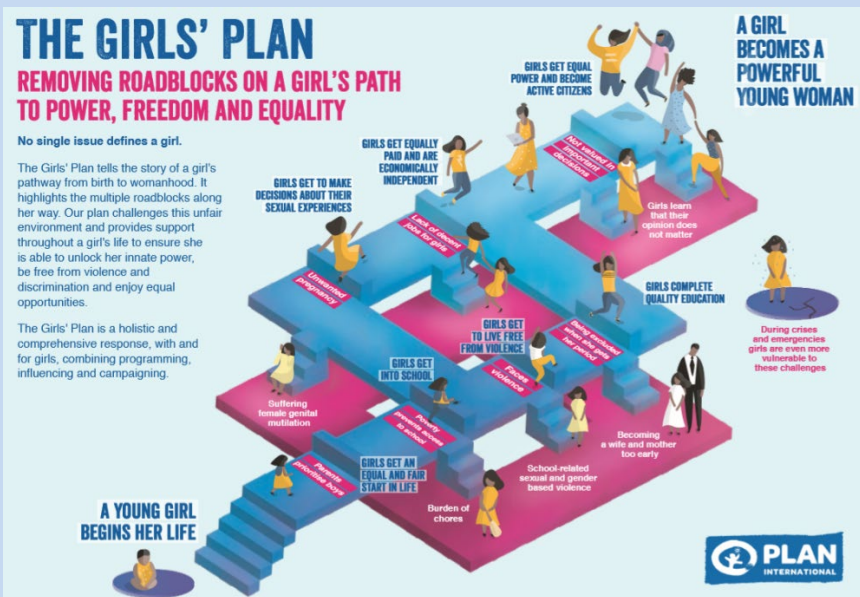 THE GIRLS' PLAN
REMOVING ROADBLOCKS ON A GIRL'S PATH
TO POWER, FREEDOM AND EQUALITY
No single issue defines a girl.
The Girls' Plan tells the story of a girl's
pathway from birth to womanhood. It
highlights the multiple roadblocks along
her way. Our plan challenges this unfair
environment and provides support
throughout a girl's life to ensure she
is able to unlock her innate power,
be free from violence and
discrimination and enjoy equal
opportunities.
The Girls' Plan is a holistic and
comprehensive response, with and
for girls, combining programming,
influencing and campaigning.
A YOUNG GIRL
BEGINS HER LIFE
Parents
prioritise boys
GIRLS GET AN
EQUAL AND FAIR
START IN LIFE
Burden of
chores
Poverty
prevents access
to school
GIRLS GET
INTO SCHOOL
School-related
sexual and gender
based violence
Faces
violence
GIRLS GET
TO LIVE FREE
FROM VIOLENCE
Becoming
a wife and mother
too early
Being excluded
when she gets
her period
GIRLS COMPLETE
QUALITY EDUCATION
Suffering
female genital
mutilation
Unwanted
pregnancy
GIRLS GET TO MAKE
DECISIONS ABOUT THEIR
SEXUAL EXPERIENCES
Lack of decent
jobs for girls
GIRLS GET EQUALLY
PAID AND ARE
ECONOMICALLY
INDEPENDENT
Girls learn
that their
opinion does
not matter
Not valued in
important
decisions
GIRLS GET EQUAL
POWER AND BECOME
ACTIVE CITIZENS
A GIRL
BECOMES A
POWERFUL
YOUNG WOMAN
During crises
and emergencies
girls are even more
vulnerable to
these challenges
PLAN
INTERNATIONAL